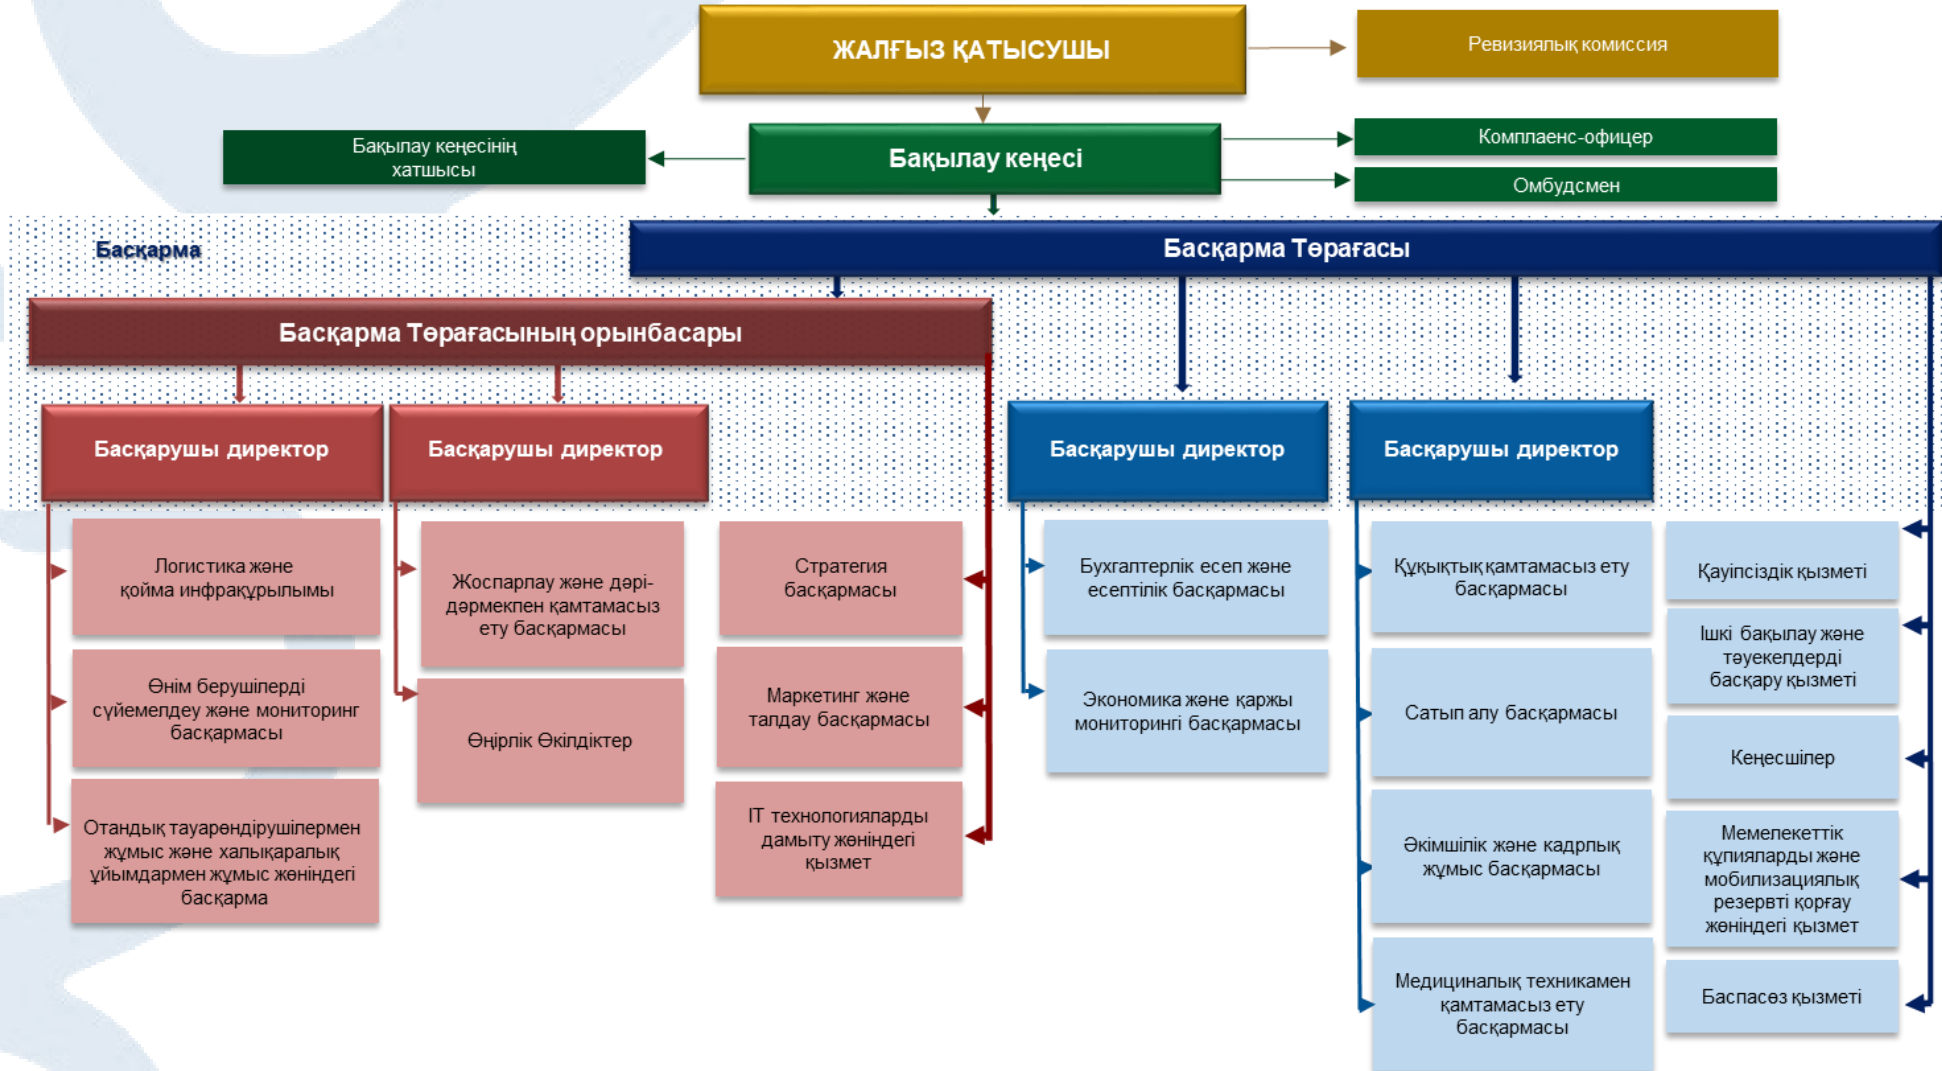 ЖАЛҒЫЗ ҚАТЫСУШЫ
Ревизиялық комиссия
Бақылау кеңесінің
хатшысы
Бақылау кеңесі
Комплаенс-офицер
Омбудсмен
Басқарма
Басқарма Төрағасы
Басқарма Төрағасының орынбасары
Басқарушы директор
Басқарушы директор
Басқарушы директор
Басқарушы директор
Логистика және
қойма инфрақұрылымы
Өнім берушілерді
сүйемелдеу және мониторинг
басқармасы
Отандық тауарөндірушілермен
жұмыс және халықаралық
ұйымдармен жұмыс жөніндегі
басқарма
Жоспарлау және дәрі-
дәрмекпен қамтамасыз
ету басқармасы
Өңірлік Өкілдіктер
Стратегия
басқармасы
Маркетинг және
талдау басқармасы
IT технологияларды
дамыту жөніндегі
қызмет
Бухгалтерлік есеп және
есептілік басқармасы
Экономика және қаржы
мониторингі басқармасы
Құқықтық қамтамасыз ету
басқармасы
Сатып алу басқармасы
Әкімшілік және кадрлық
жұмыс басқармасы
Медициналық техникамен
қамтамасыз ету
басқармасы
Қауіпсіздік қызметі
Ішкі бақылау және
тәуекелдерді
басқару қызметі
Кеңесшілер
Мемелекеттік
құпияларды және
мобилизациялық
резервті қорғау
жөніндегі қызмет
Баспасөз қызметі